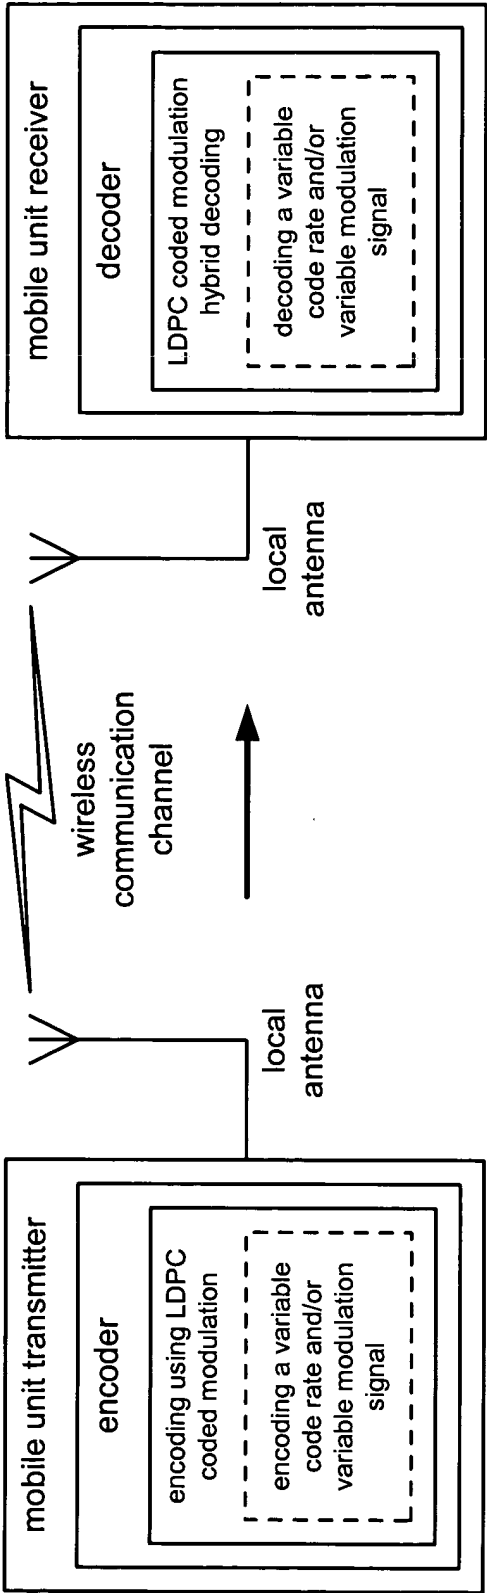 mobile unit transmitter
encoder
encoding using LDPC
coded modulation
encoding a variable
code rate and/or
variable modulation
signal
local
antenna
wireless
communication
channel
local
antenna
mobile unit receiver
decoder
LDPC coded modulation
hybrid decoding
decoding a variable
code rate and/or
variable modulation
signal